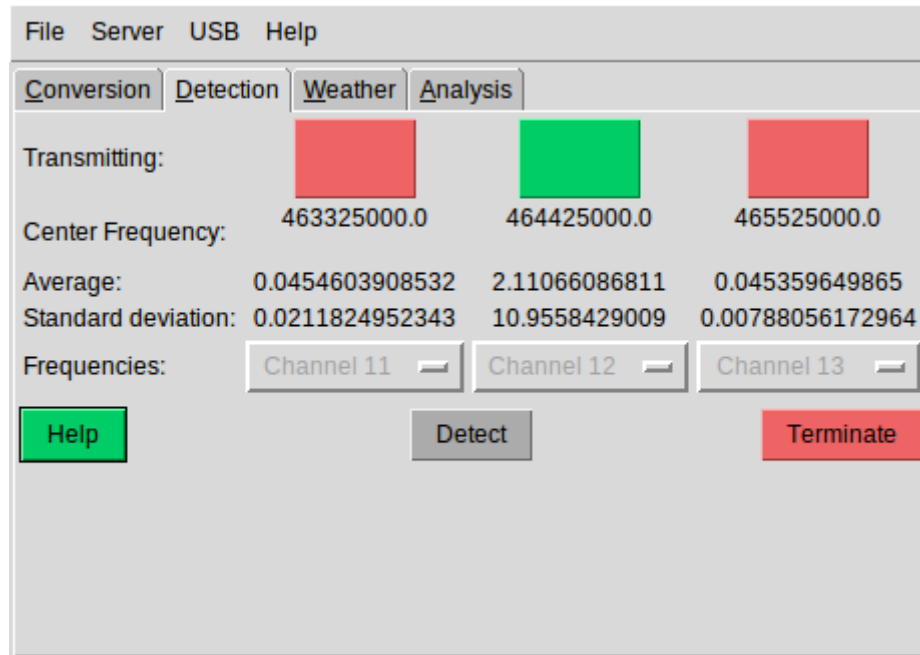 File Server USB Help
Conversion Detection Weather Analysis
Transmitting:
Center Frequency: 463325000.0 464425000.0 465525000.0
Average: 0.0454603908532 2.11066086811 0.045359649865
Standard deviation: 0.0211824952343 10.9558429009 0.00788056172964
Frequencies: Channel 11 Channel 12 Channel 13
Help Detect Terminate